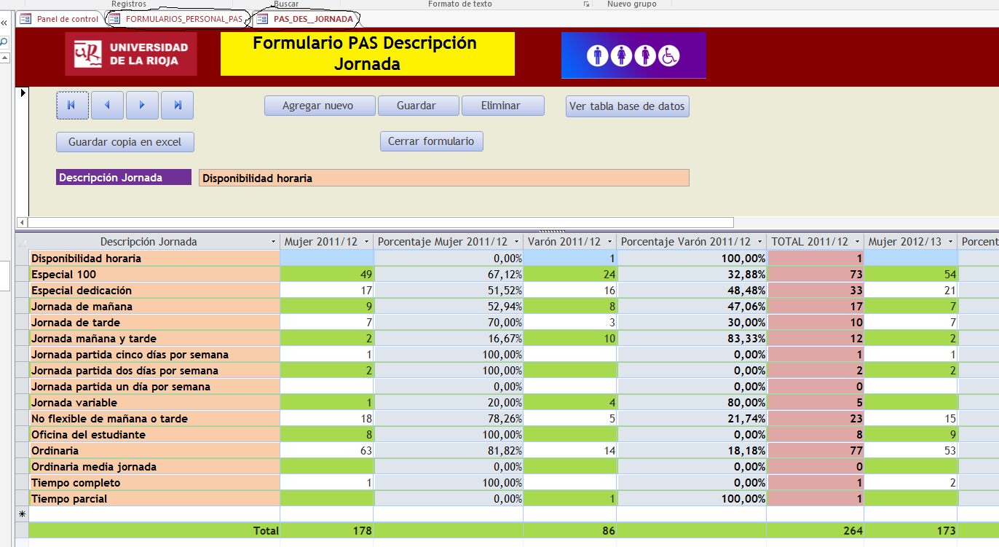 Registros Buscar Formato de texto Nuevo grupo
Panel de control FORMULARIOS_PERSONAL_PAS PAS_DES__JORNADA
UNIVERSIDAD
DE LA RIOJA
Formulario PAS Descripción
Jornada
Agregar nuevo Guardar Eliminar Ver tabla base de datos
Guardar copia en excel Cerrar formulario
Descripción Jornada Disponibilidad horaria
Descripción Jornada Mujer 2011/12 Porcentaje Mujer 2011/12 Varón 2011/12 Porcentaje Varón 2011/12 TOTAL 2011/12 Mujer 2012/13 Porcent
Disponibilidad horaria 0,00% 1 100,00% 1
Especial 100 49 67,12% 24 32,88% 73 54
Especial dedicación 17 51,52% 16 48,48% 33 21
Jornada de mañana 9 52,94% 8 47,06% 17 7
Jornada de tarde 7 70,00% 3 30,00% 10 7
Jornada mañana y tarde 2 16,67% 10 83,33% 12 2
Jornada partida cinco días por semana 1 100,00% 0,00% 1 1
Jornada partida dos días por semana 2 100,00% 0,00% 2 2
Jornada partida un día por semana 0,00% 0,00% 0
Jornada variable 1 20,00% 4 80,00% 5
No flexible de mañana o tarde 18 78,26% 5 21,74% 23 15
Oficina del estudiante 8 100,00% 0,00% 8 9
Ordinaria 63 81,82% 14 18,18% 77 53
Ordinaria media jornada 0,00% 0,00% 0
Tiempo completo 1 100,00% 0,00% 1 2
Tiempo parcial 0,00% 1 100,00% 1
Total 178 86 264 173